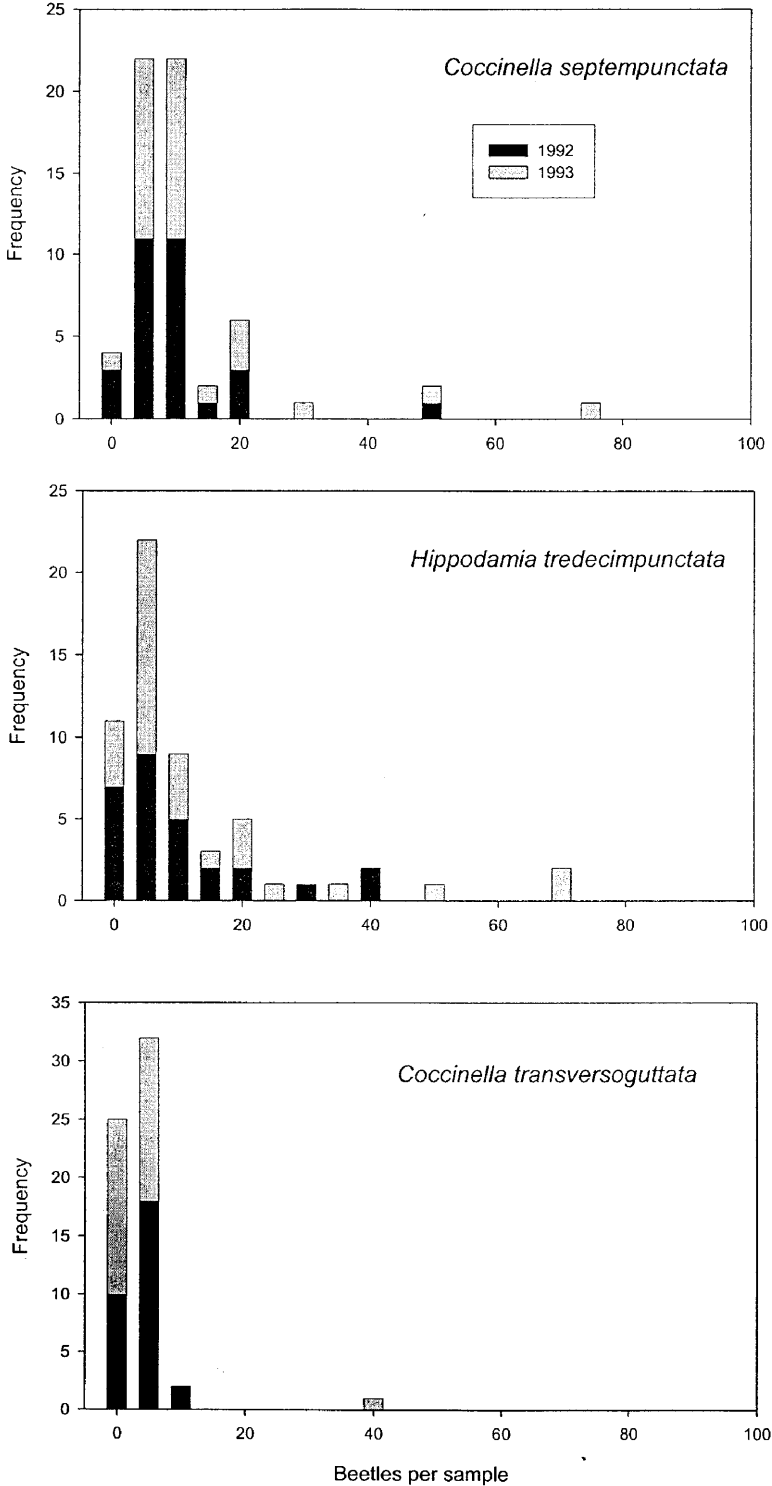 25
20
15
10
5
0
Frequency
Coccinella septempunctata
1992
1993
0 20 40 60 80 100
25
20
15
10
5
0
Frequency
Hippodamia tredecimpunctata
0 20 40 60 80 100
35
30
25
20
15
10
5
0
Frequency
Coccinella transversoguttata
0 20 40 60 80 100
Beetles per sample